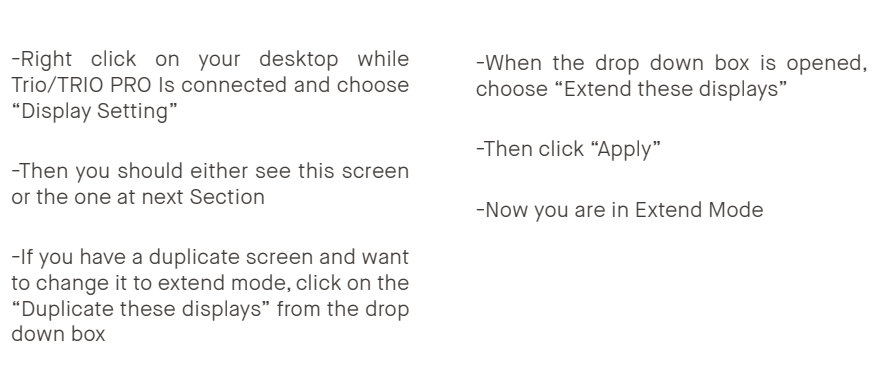 -Right click on your desktop while
Trio/TRIO PRO Is connected and choose
“Display Setting”
-Then you should either see this screen
or the one at next Section
-If you have a duplicate screen and want
to change it to extend mode, click on the
“Duplicate these displays” from the drop
down box
-When the drop down box is opened,
choose “Extend these displays”
-Then click “Apply”
-Now you are in Extend Mode